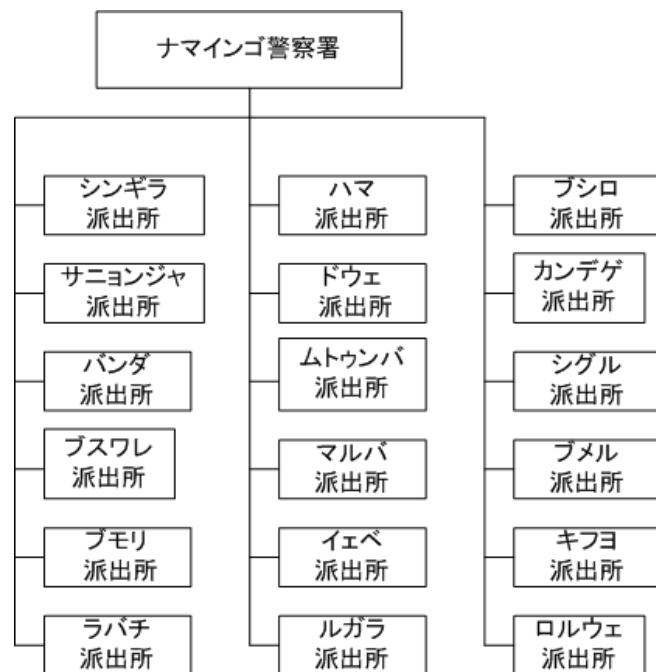 ナマインゴ警察署
シンギラ
派出所
サニョンジャ
派出所
バンダ
派出所
ブスワレ
派出所
ブモリ
派出所
ラバチ
派出所
ハマ
派出所
ドウェ
派出所
ムトゥンバ
派出所
マルバ
派出所
イェベ
派出所
ルガラ
派出所
ブシロ
派出所
カンデゲ
派出所
シグル
派出所
ブメル
派出所
キフヨ
派出所
ロルウェ
派出所